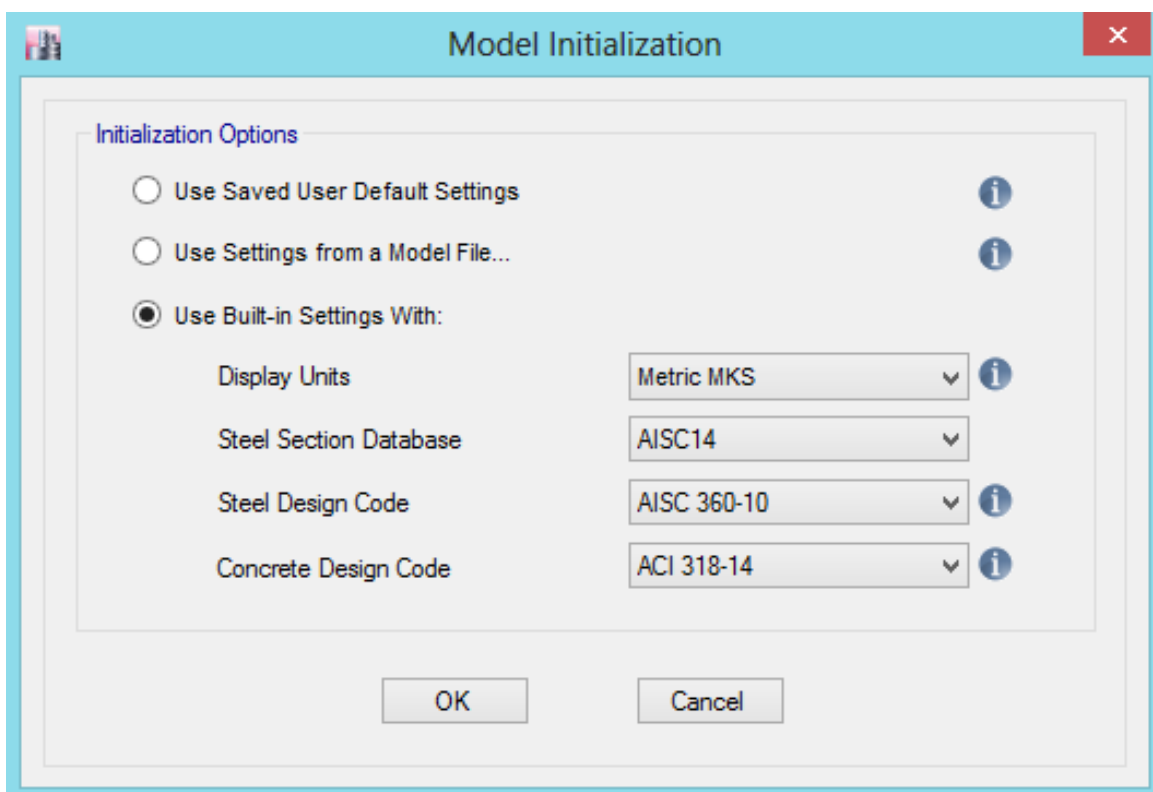 Model Initialization
Initialization Options
Use Saved User Default Settings
Use Settings from a Model File...
Use Built-in Settings With:
Display Units Metric MKS
Steel Section Database AISC14
Steel Design Code AISC 360-10
Concrete Design Code ACI 318-14
OK Cancel